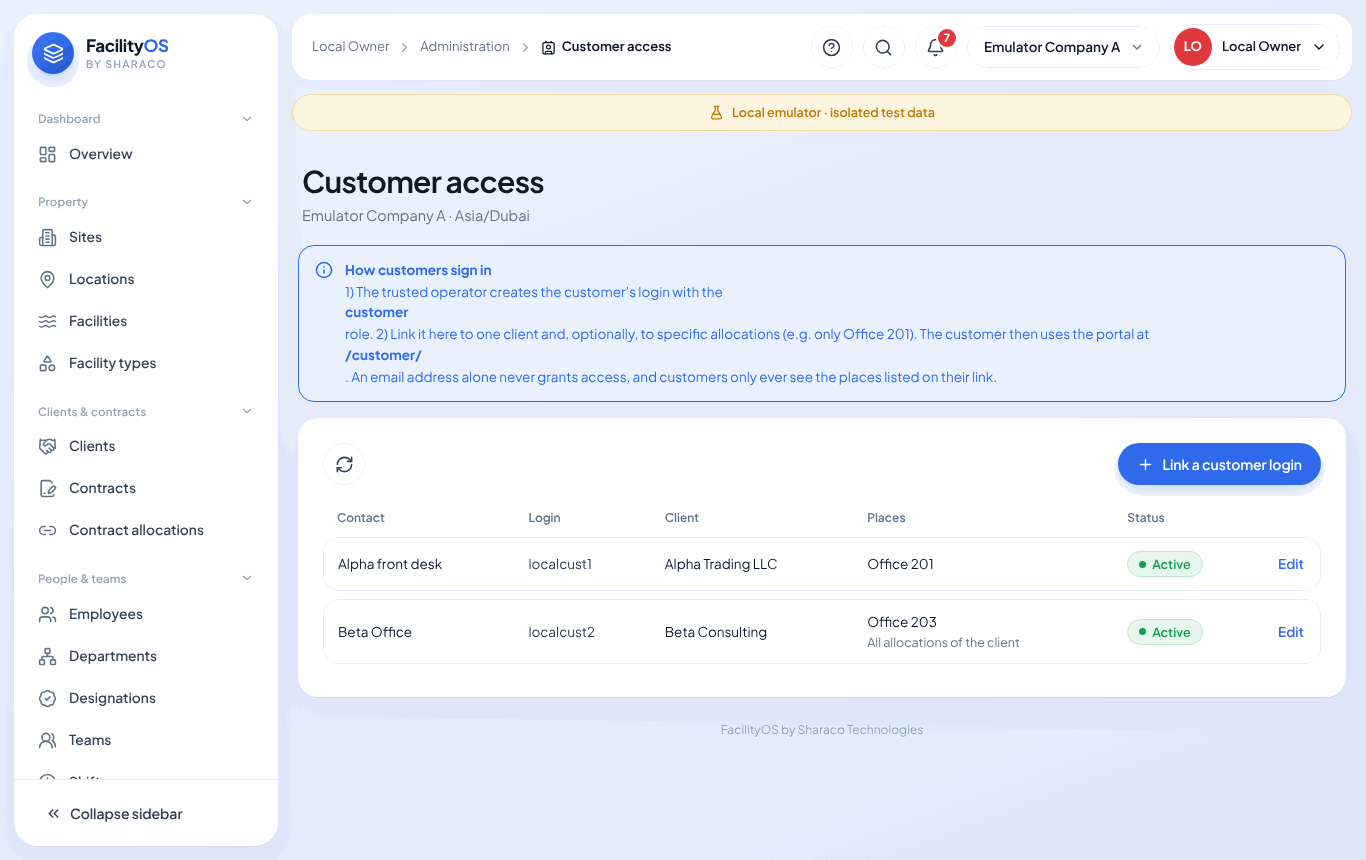 FacilityOS
BY SHARACO
Dashboard
Overview
Property
Sites
Locations
Facilities
Facility types
Clients & contracts
Clients
Contracts
Contract allocations
People & teams
Employees
Departments
Designations
Teams
Collapse sidebar
Local Owner
Administration
Customer access
7
Emulator Company A
LO
Local Owner
Local emulator · isolated test data
Customer access
Emulator Company A · Asia/Dubai
How customers sign in
1) The trusted operator creates the customer's login with the
customer
role. 2) Link it here to one client and, optionally, to specific allocations (e.g. only Office 201). The customer then uses the portal at
/customer/
. An email address alone never grants access, and customers only ever see the places listed on their link.
Link a customer login
Contact Login Client Places Status
Alpha front desk localcust1 Alpha Trading LLC Office 201 Active Edit
Beta Office localcust2 Beta Consulting Office 203 Active Edit
All allocations of the client
FacilityOS by Sharaco Technologies